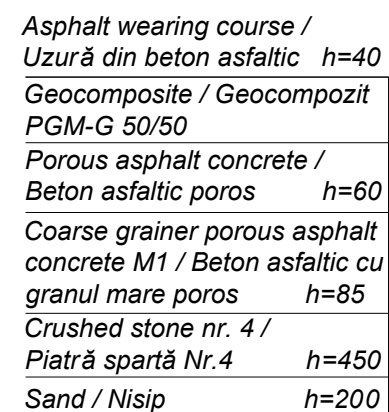 Asphalt wearing course /
Uzură din beton asfaltic h=40
Geocomposite / Geocompozit
PGM-G 50/50
Porous asphalt concrete /
Beton asfaltic poros h=60
Coarse grainer porous asphalt
concrete M1 / Beton asfaltic cu
granul mare poros h=85
Crushed stone nr. 4 /
Piatră spartă Nr.4 h=450
Sand / Nisip h=200